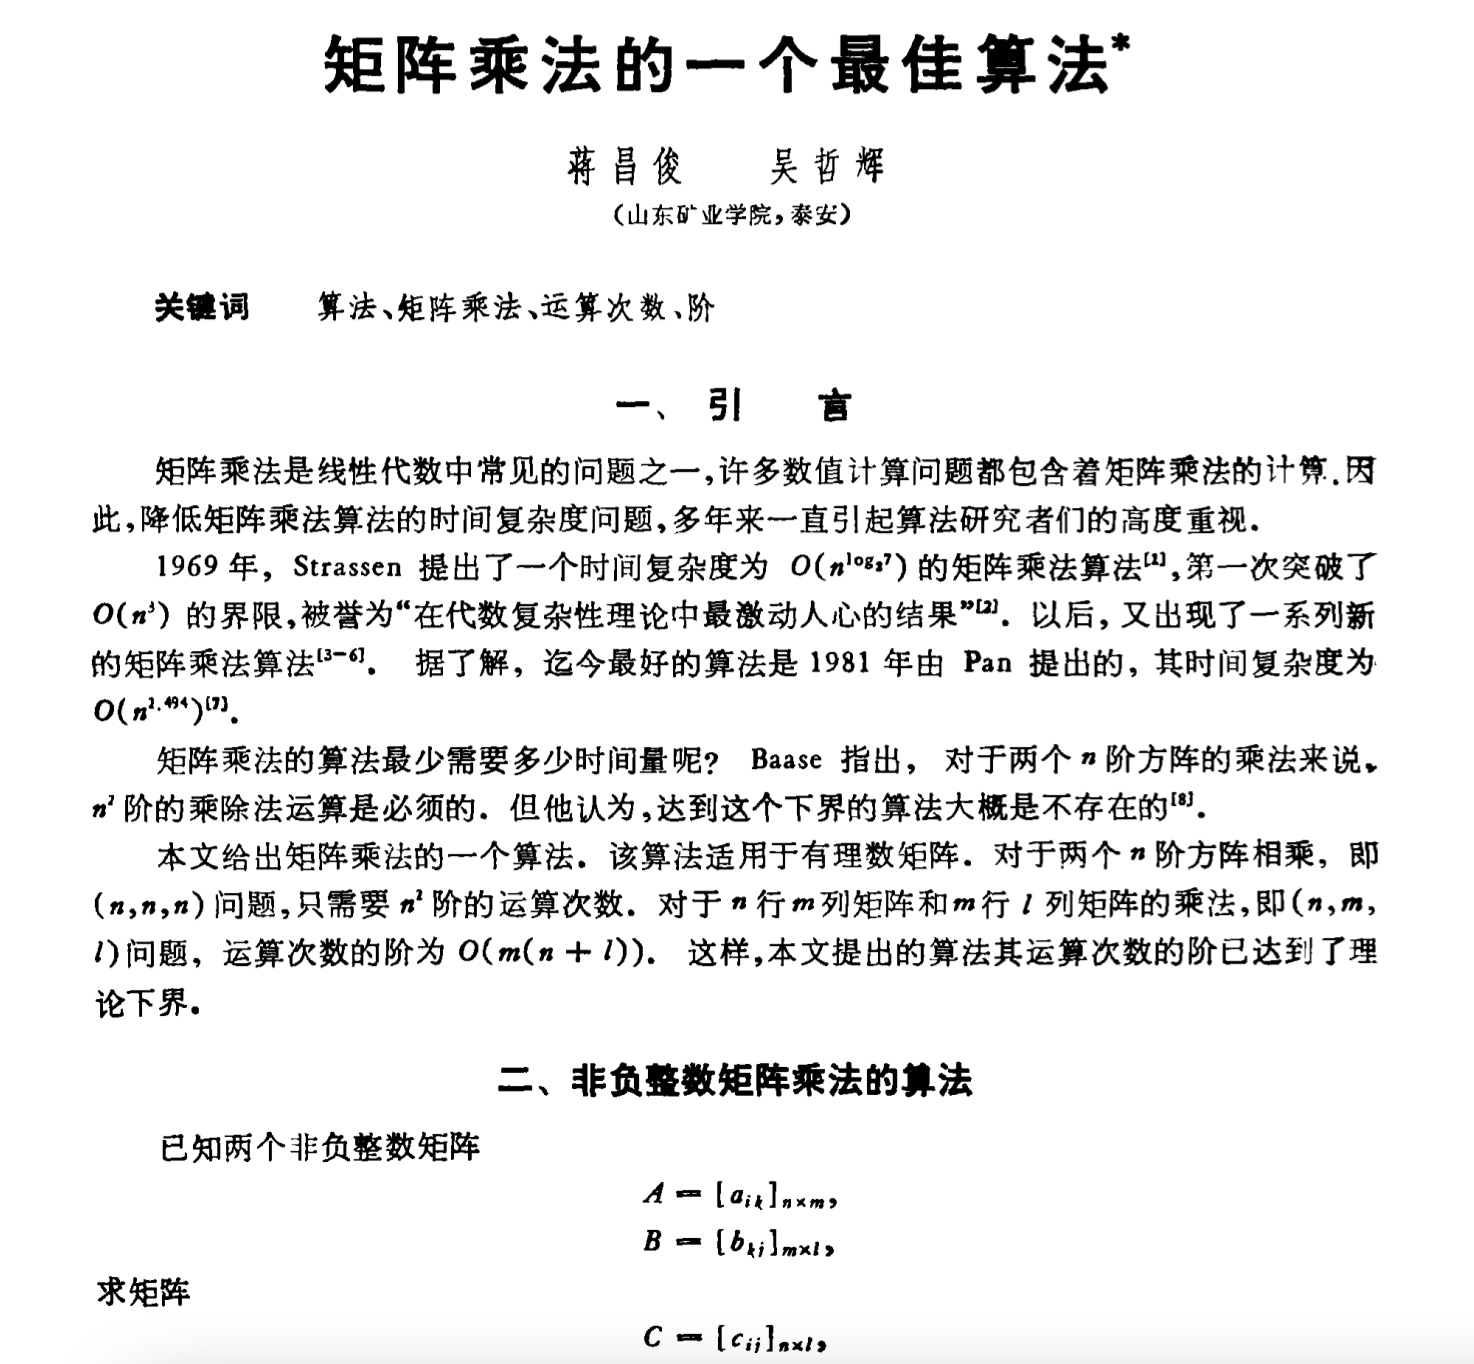 矩阵乘法的一个最佳算法*
蒋昌俊 吴哲辉
(山东矿业学院,泰安)
关键词 算法、矩阵乘法、运算次数、阶
一、引 言
矩阵乘法是线性代数中常见的问题之一,许多数值计算问题都包含着矩阵乘法的计算.因
此,降低矩阵乘法算法的时间复杂度问题,多年来一直引起算法研究者们的高度重视.
1969 年, Strassen 提出了一个时间复杂度为 O(n^{log₂7}) 的矩阵乘法算法[1],第一次突破了
O(n³) 的界限,被誉为“在代数复杂性理论中最激动人心的结果”[2]. 以后, 又出现了一系列新
的矩阵乘法算法[3-6]. 据了解, 迄今最好的算法是 1981 年由 Pan 提出的, 其时间复杂度为
O(n^{2.494})[7].
矩阵乘法的算法最少需要多少时间量呢? Baase 指出, 对于两个 n 阶方阵的乘法来说,
n² 阶的乘除法运算是必须的. 但他认为,达到这个下界的算法大概是不存在的[8].
本文给出矩阵乘法的一个算法. 该算法适用于有理数矩阵. 对于两个 n 阶方阵相乘, 即
(n,n,n) 问题,只需要 n² 阶的运算次数. 对于 n 行 m 列矩阵和 m 行 l 列矩阵的乘法,即(n,m,
l)问题, 运算次数的阶为 O(m(n + l)). 这样,本文提出的算法其运算次数的阶已达到了理
论下界.
二、非负整数矩阵乘法的算法
已知两个非负整数矩阵
A = [a_{ik}]_{n×m},
B = [b_{kj}]_{m×l},
求矩阵
C = [c_{ij}]_{n×l},